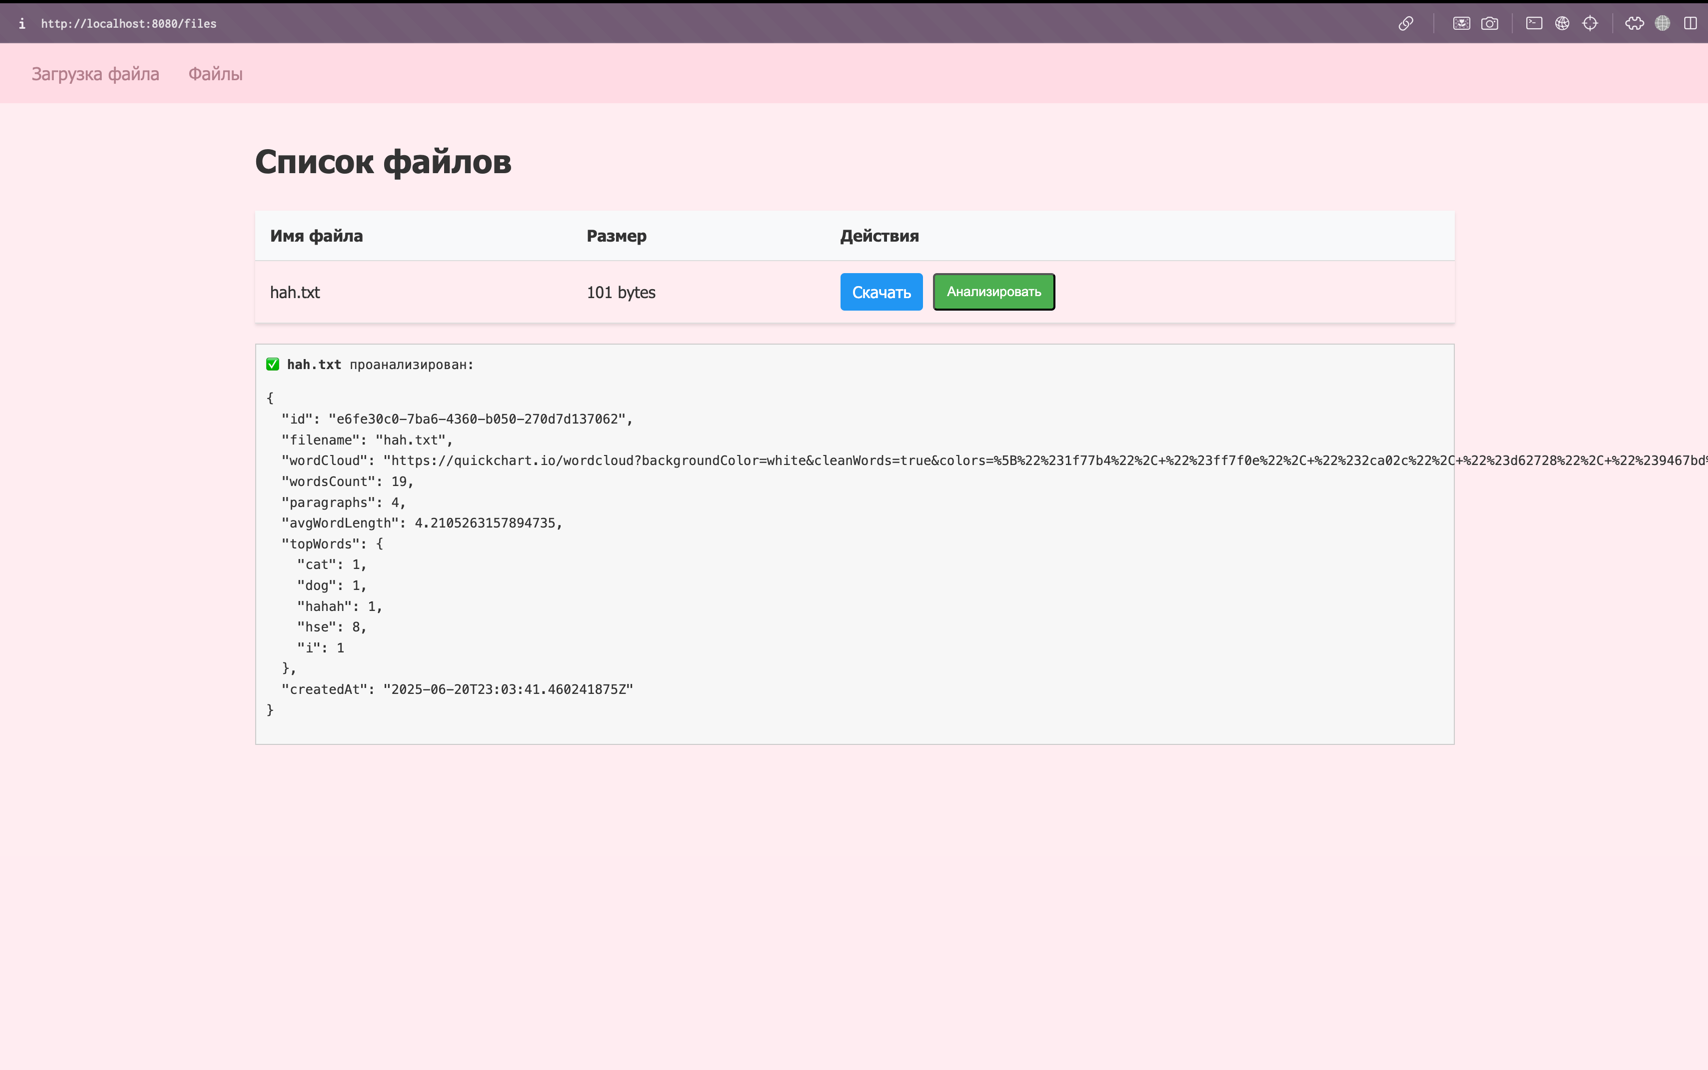 i http://localhost:8080/files
Загрузка файла Файлы
Список файлов
Имя файла Размер Действия
hah.txt 101 bytes Скачать Анализировать
✅ hah.txt проанализирован:
{
"id": "e6fe30c0-7ba6-4360-b050-270d7d137062",
"filename": "hah.txt",
"wordCloud": "https://quickchart.io/wordcloud?backgroundColor=white&cleanWords=true&colors=%5B%22%231f77b4%22%2C+%22%23ff7f0e%22%2C+%22%232ca02c%22%2C+%22%23d62728%22%2C+%22%239467bd%
"wordsCount": 19,
"paragraphs": 4,
"avgWordLength": 4.2105263157894735,
"topWords": {
"cat": 1,
"dog": 1,
"hahah": 1,
"hse": 8,
"i": 1
},
"createdAt": "2025-06-20T23:03:41.460241875Z"
}